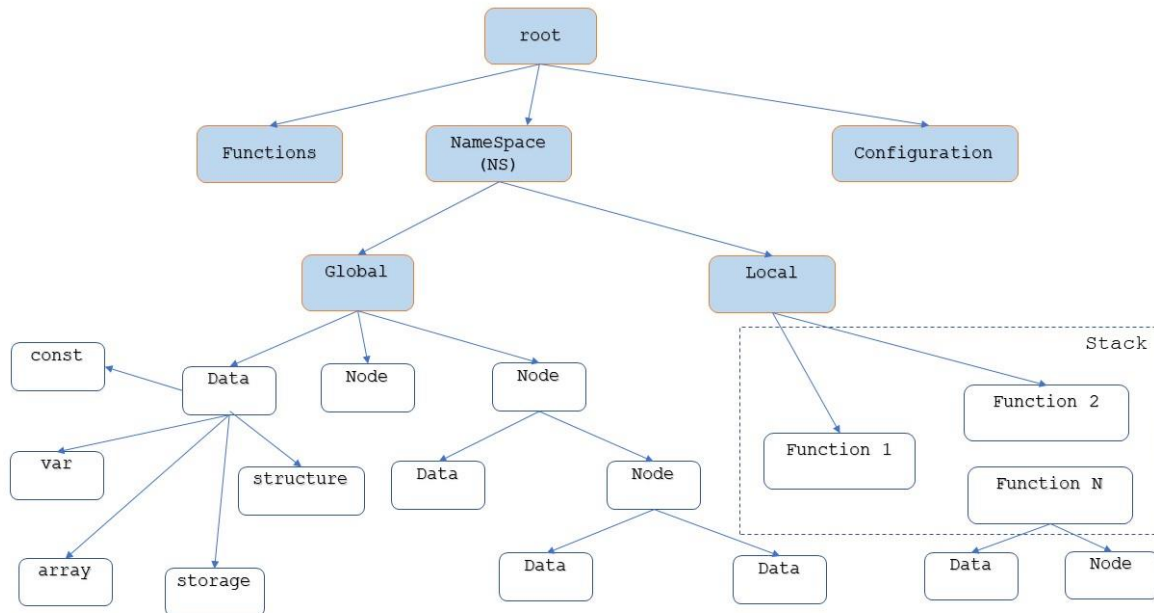 root
Functions
NameSpace
(NS)
Configuration
Global
Local
Stack
const
Data
Node
Node
Function 2
Function 1
var
structure
Data
Node
Function N
array
storage
Data
Data
Data
Node